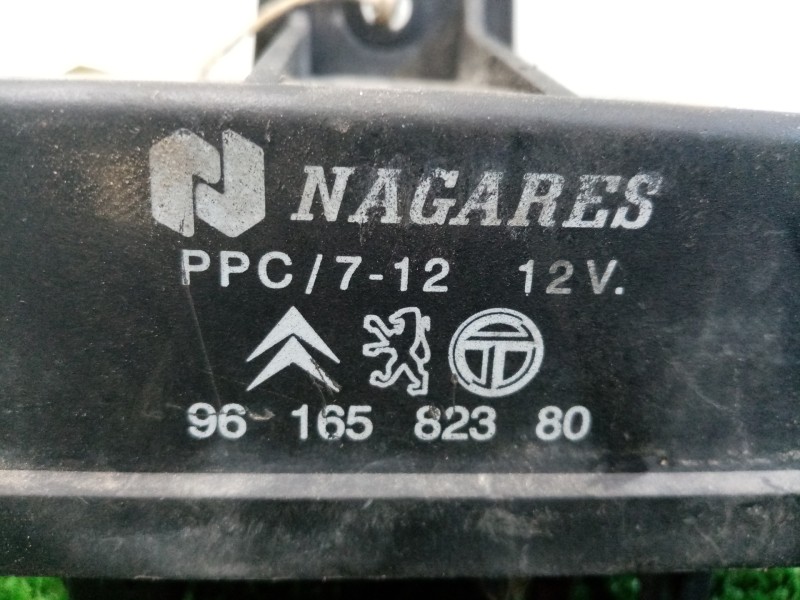 NAGARES
PPC/7-12 12V.
96 165 823 80